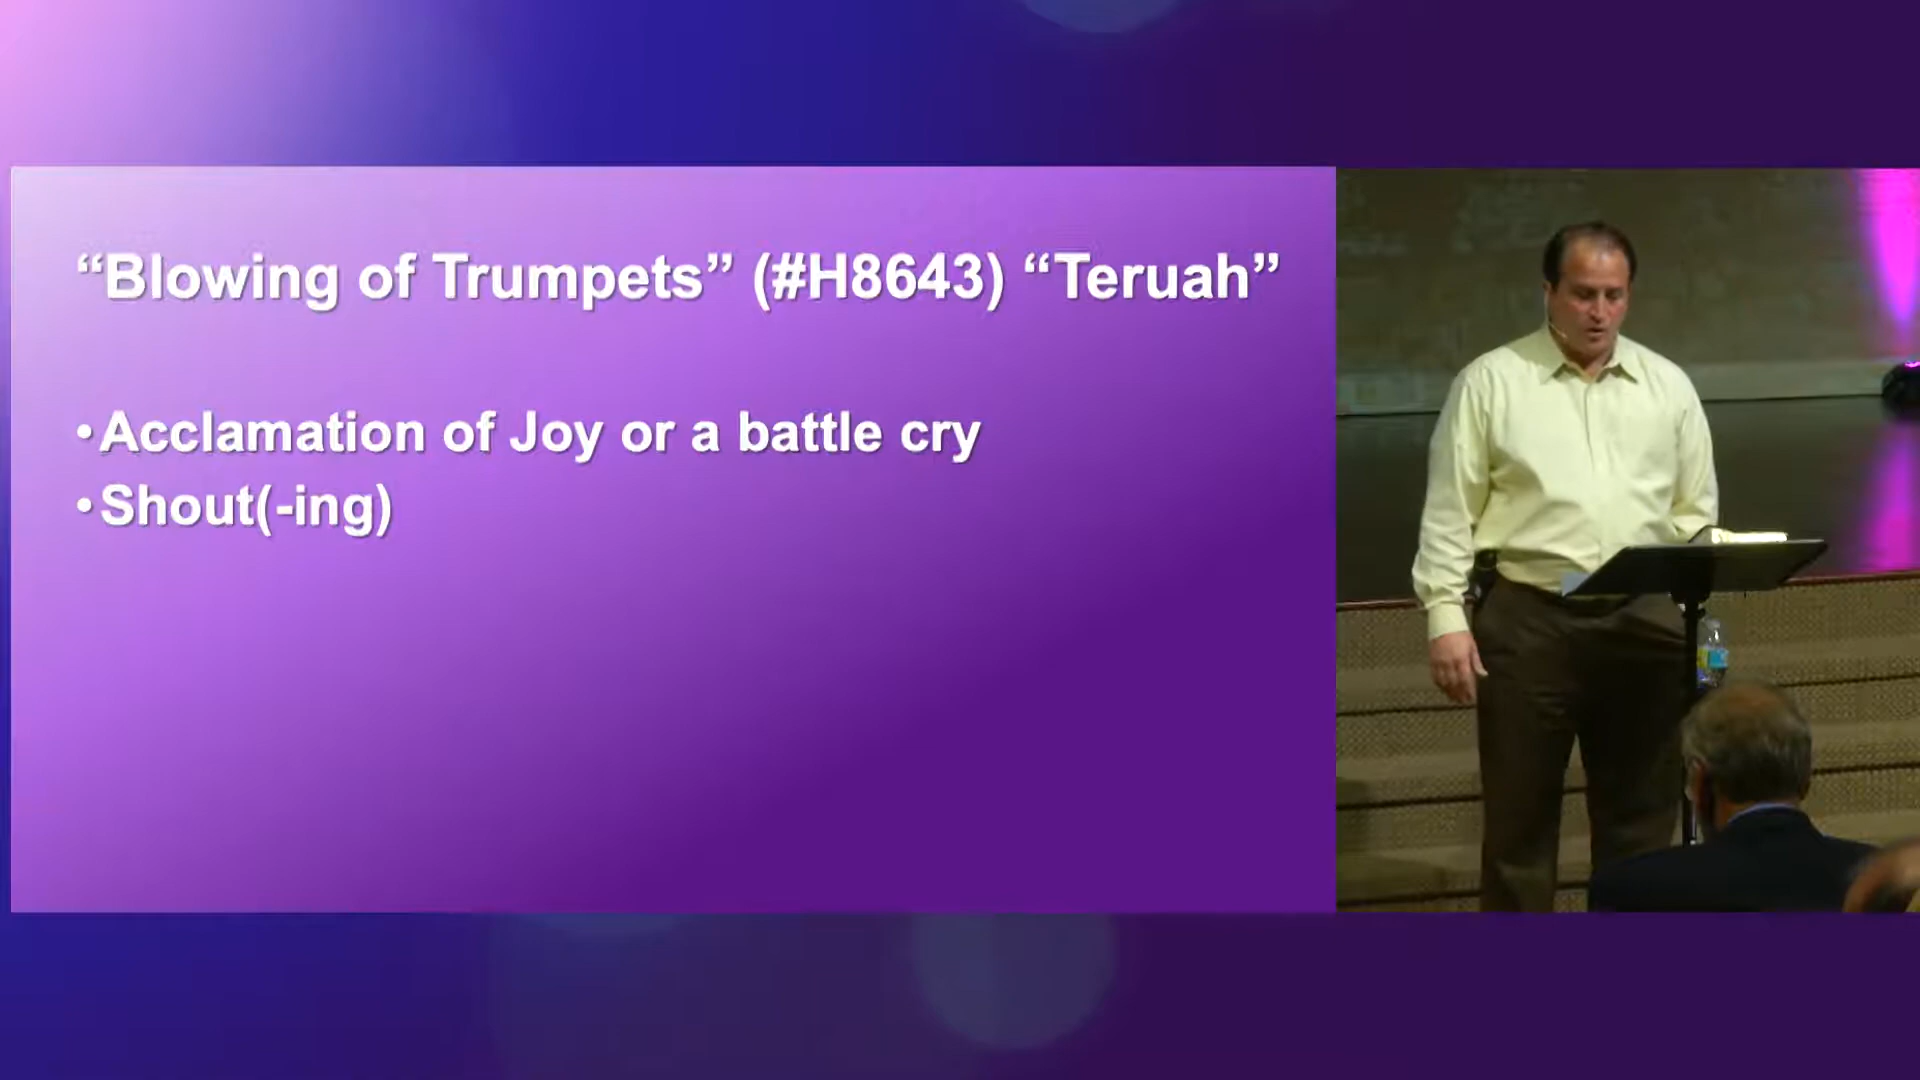 “Blowing of Trumpets” (#H8643) “Teruah”
•Acclamation of Joy or a battle cry
•Shout(-ing)